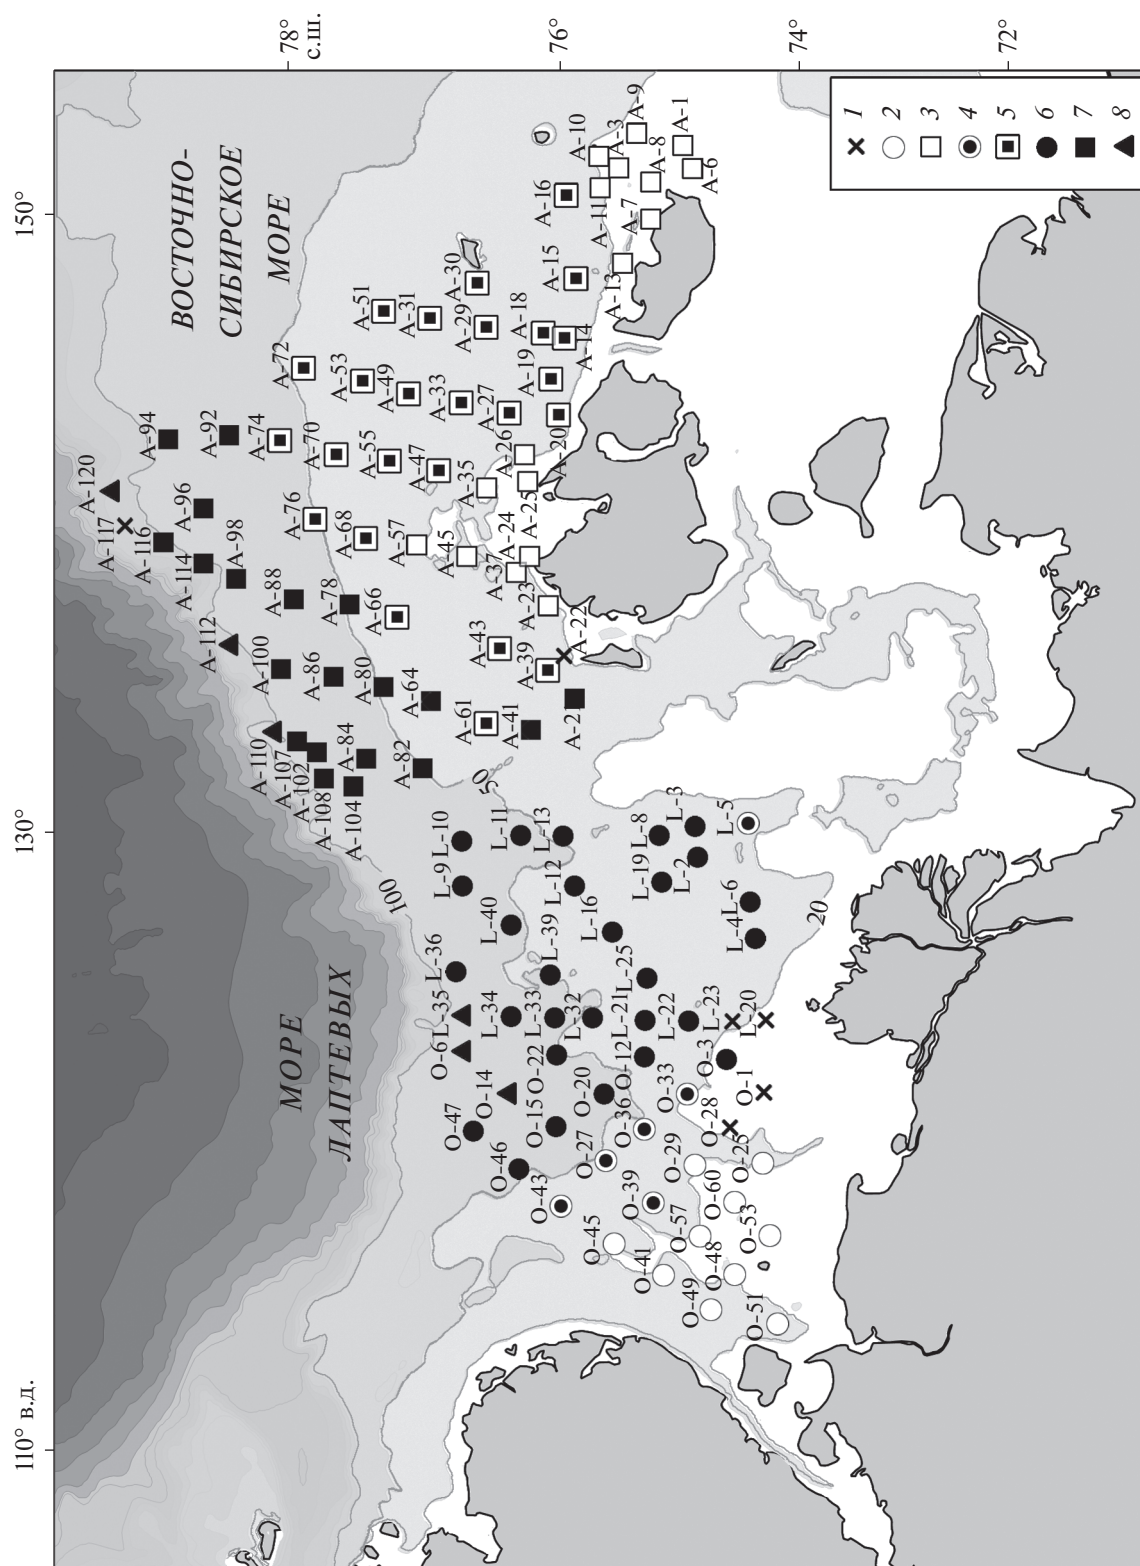 110° в.д.
130°
150°
78°
с.ш.
76°
74°
72°
ВОСТОЧНО-
СИБИРСКОЕ
МОРЕ
МОРЕ
ЛАПТЕВЫХ
100
50
20
A-120
A-117
A-116
A-114
A-112
A-110
A-107
A-102
A-108
A-104
A-94
A-92
A-96
A-98
A-100
A-88
A-86
A-84
A-82
A-80
A-78
A-76
A-74
A-72
A-70
A-68
A-66
A-64
A-61
A-57
A-55
A-53
A-51
A-49
A-47
A-45
A-43
A-41
A-39
A-37
A-35
A-33
A-31
A-30
A-29
A-27
A-26
A-25
A-24
A-23
A-22
A-21
A-20
A-19
A-18
A-16
A-15
A-14
A-13
A-11
A-10
A-9
A-8
A-7
A-6
A-3
A-1
L-36
L-35
L-34
L-33
L-32
L-40
L-39
L-9
L-10
L-11
L-13
L-12
L-16
L-25
L-21
L-22
L-23
L-20
L-19
L-8
L-3
L-2
L-5
L-6
L-4
O-6
O-14
O-47
O-46
O-43
O-45
O-41
O-49
O-51
O-48
O-53
O-57
O-60
O-39
O-27
O-36
O-29
O-25
O-28
O-1
O-3
O-33
O-12
O-20
O-22
O-15
1
2
3
4
5
6
7
8